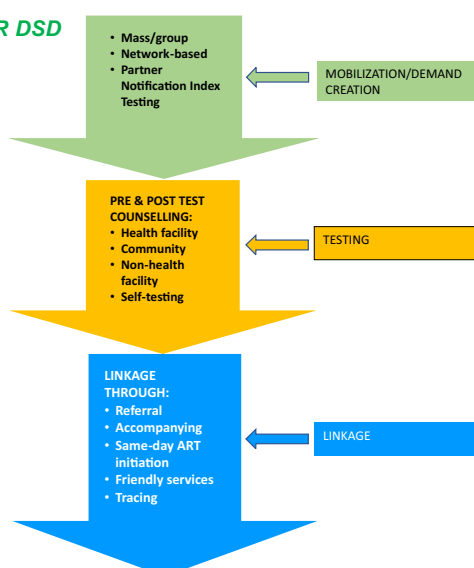 R DSD
• Mass/group
• Network-based
• Partner
Notification Index
Testing
MOBILIZATION/DEMAND
CREATION
PRE & POST TEST
COUNSELLING:
• Health facility
• Community
• Non-health
facility
• Self-testing
TESTING
LINKAGE
THROUGH:
• Referral
• Accompanying
• Same-day ART
initiation
• Friendly services
• Tracing
LINKAGE